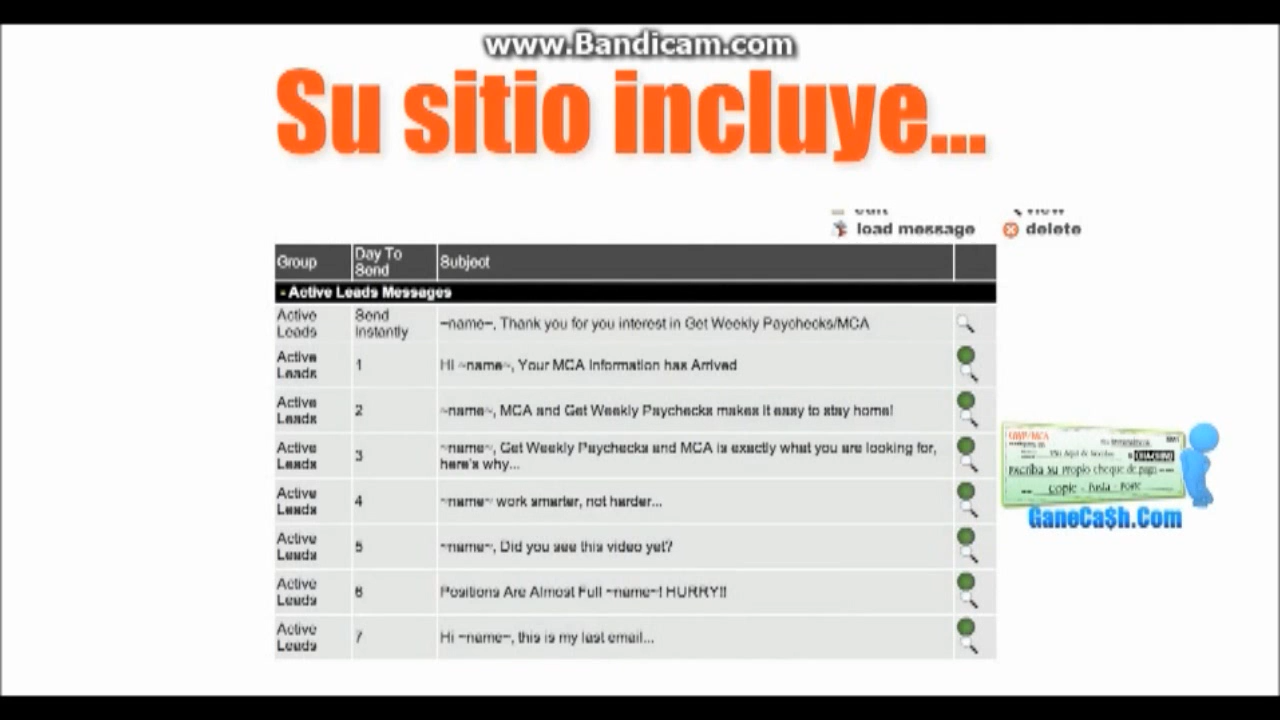 www.Bandicam.com
Su sitio incluye...
edit view
load message delete
Group Day To Send Subject
- Active Leads Messages
Active Leads Send Instantly ~name~, Thank you for you interest in Get Weekly Paychecks/MCA
Active Leads 1 Hi ~name~, Your MCA Information has Arrived
Active Leads 2 ~name~, MCA and Get Weekly Paychecks makes it easy to stay home!
Active Leads 3 ~name~, Get Weekly Paychecks and MCA is exactly what you are looking for,
here's why...
Active Leads 4 ~name~ work smarter, not harder...
Active Leads 5 ~name~, Did you see this video yet?
Active Leads 6 Positions Are Almost Full ~name~! HURRY!!
Active Leads 7 Hi ~name~, this is my last email...
GWP/MCA
Escriba su propio cheque de pago
Copie - Pega -
GaneCa$h.Com